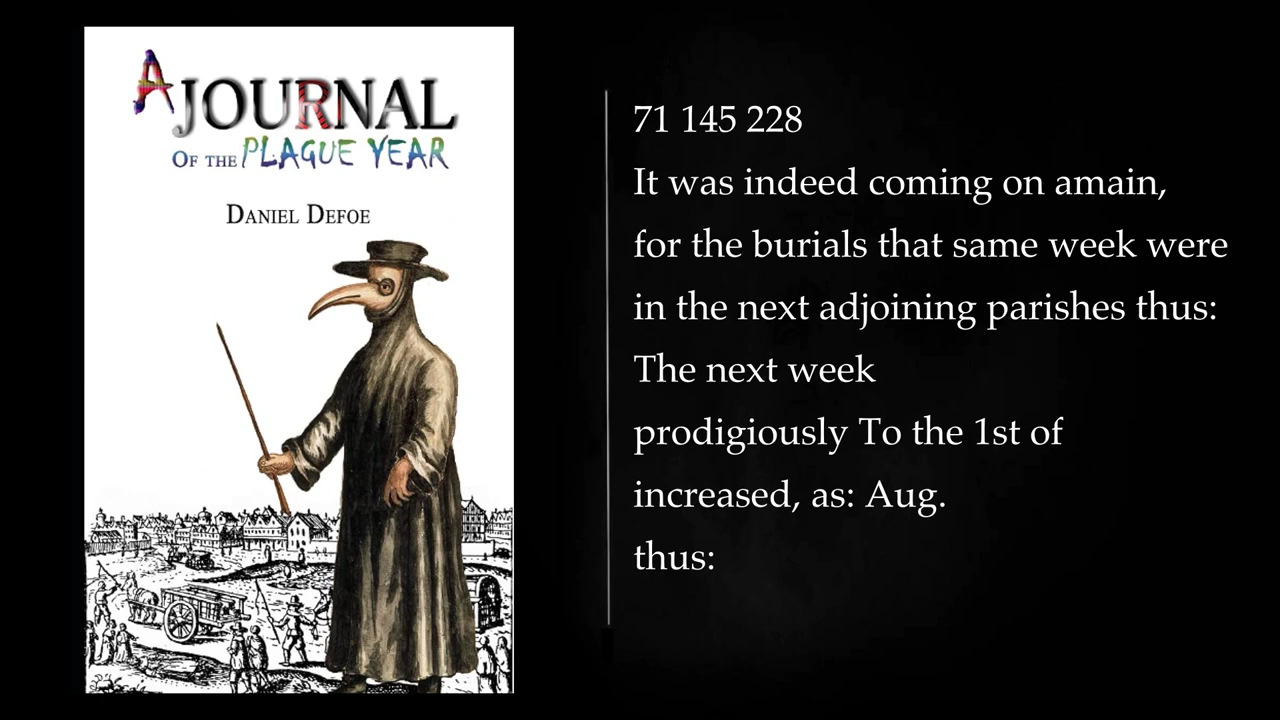 A JOURNAL
OF THE PLAGUE YEAR
DANIEL DEFOE
71 145 228
It was indeed coming on amain,
for the burials that same week were
in the next adjoining parishes thus:
The next week
prodigiously To the 1st of
increased, as: Aug.
thus: